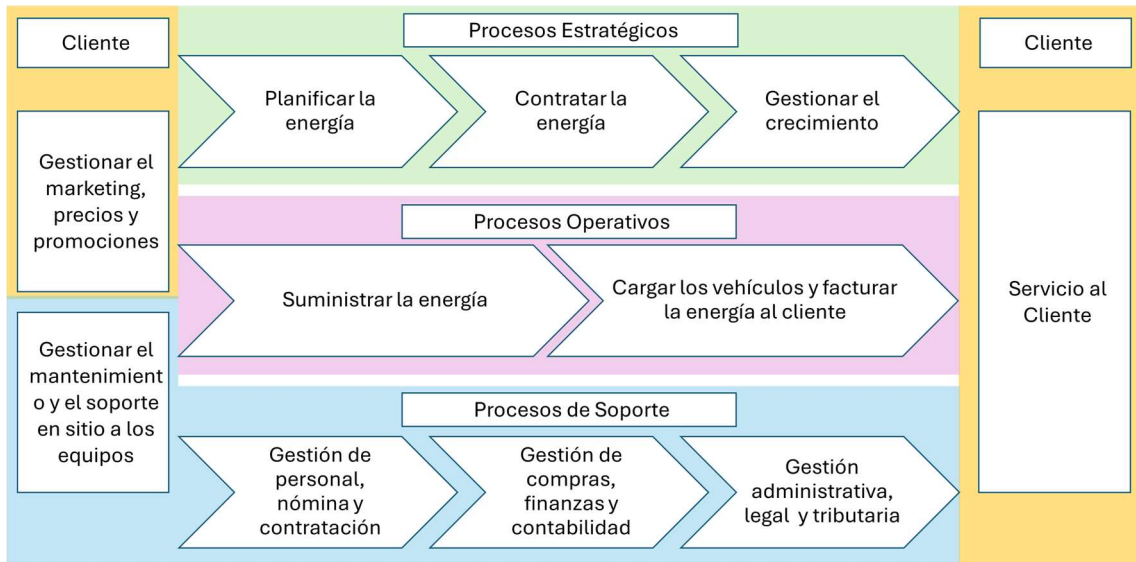 Cliente
Gestionar el
marketing,
precios y
promociones
Gestionar el
mantenimient
o y el soporte
en sitio a los
equipos
Procesos Estratégicos
Planificar la
energía
Contratar la
energía
Gestionar el
crecimiento
Procesos Operativos
Suministrar la energía
Cargar los vehículos y facturar
la energía al cliente
Procesos de Soporte
Gestión de
personal,
nómina y
contratación
Gestión de
compras,
finanzas y
contabilidad
Gestión
administrativa,
legal y tributaria
Cliente
Servicio al
Cliente